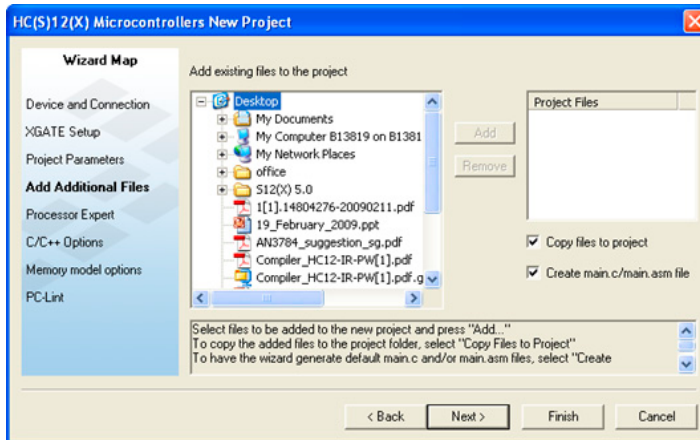 HC(S)12(X) Microcontrollers New Project
Wizard Map
Device and Connection
XGATE Setup
Project Parameters
Add Additional Files
Processor Expert
C/C++ Options
Memory model options
PC-Lint
Add existing files to the project
Desktop
My Documents
My Computer B13819 on B1381
My Network Places
office
S12(X) 5.0
1[1].14804276-20090211.pdf
19_February_2009.ppt
AN3784_suggestion_sg.pdf
Compiler_HC12-IR-PW[1].pdf
Compiler_HC12-IR-PW[1].pdf.g
Add
Remove
Project Files
Copy files to project
Create main.c/main.asm file
Select files to be added to the new project and press "Add..."
To copy the added files to the project folder, select "Copy Files to Project"
To have the wizard generate default main.c and/or main.asm files, select "Create
< Back
Next >
Finish
Cancel